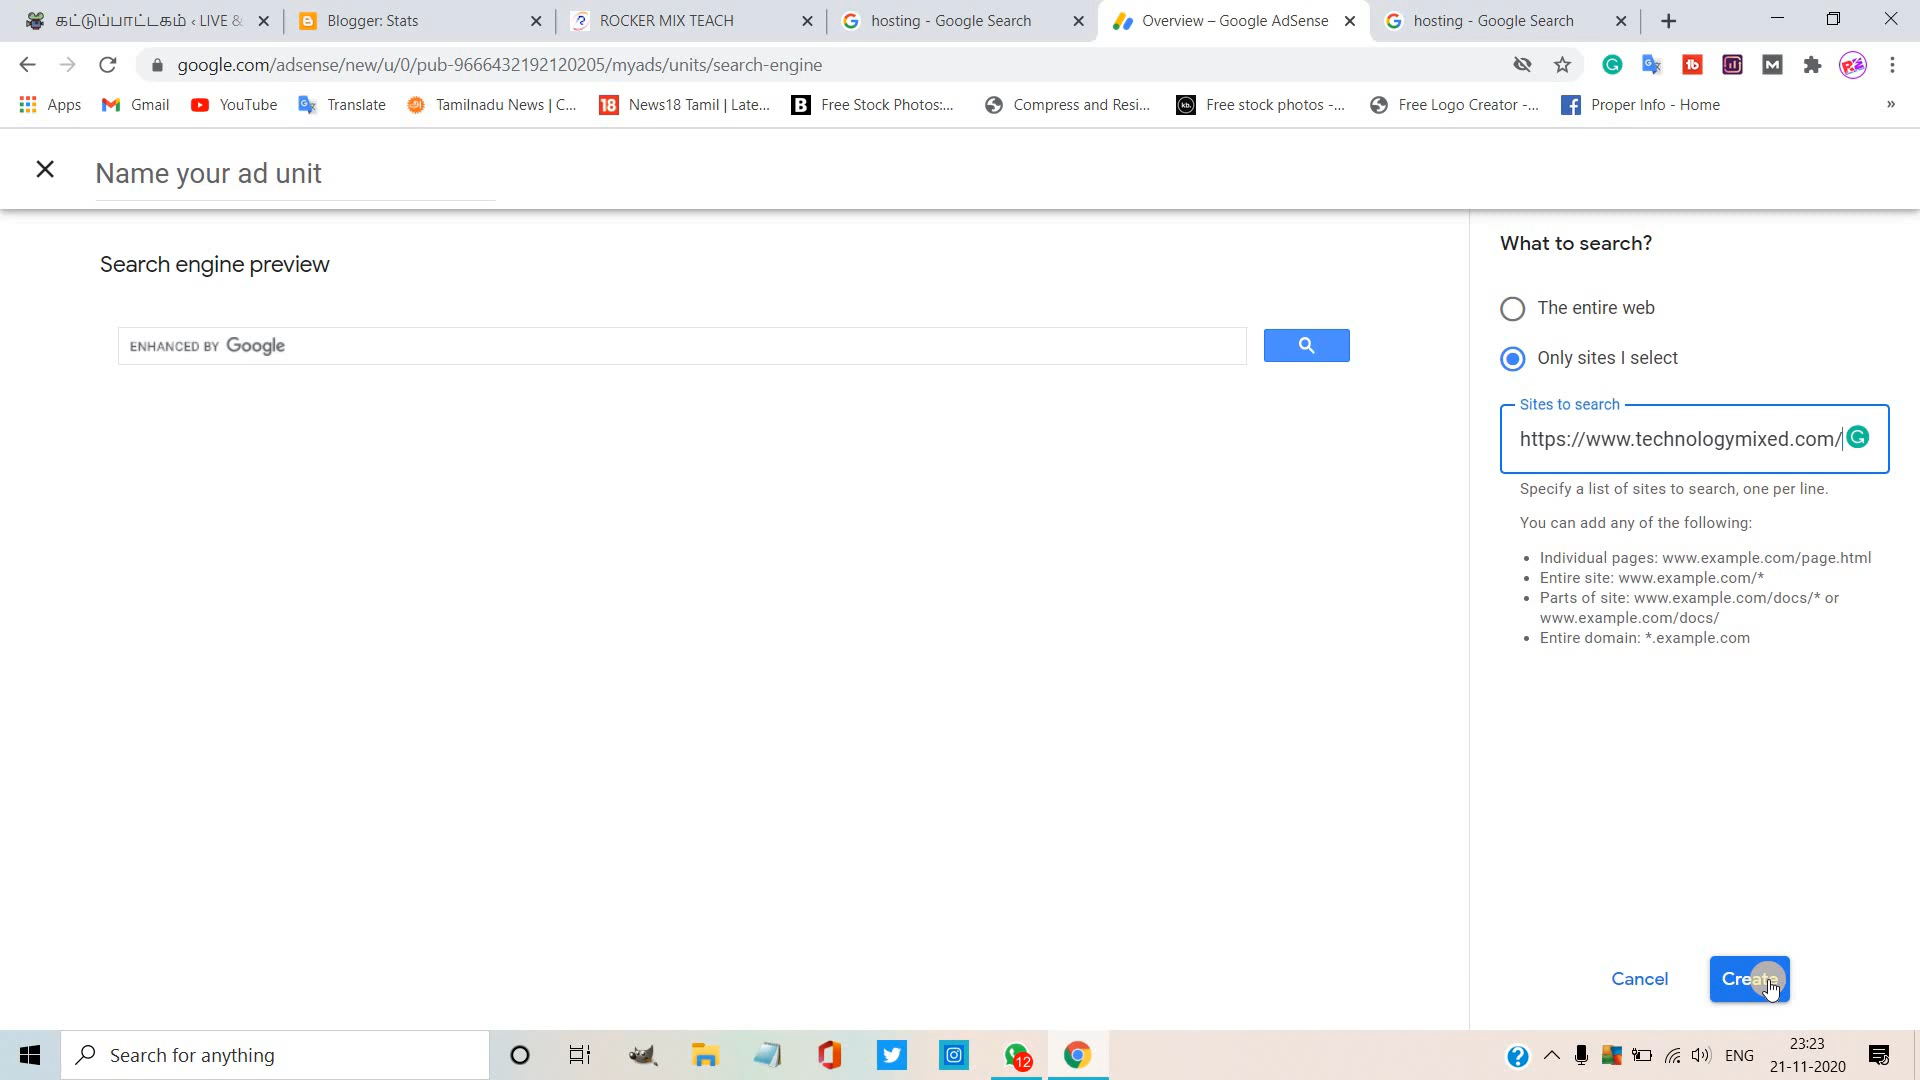 கட்டுப்பாட்டகம் ‹ LIVE &
Blogger: Stats
ROCKER MIX TEACH
hosting - Google Search
Overview – Google AdSense
hosting - Google Search
google.com/adsense/new/u/0/pub-9666432192120205/myads/units/search-engine
Apps
Gmail
YouTube
Translate
Tamilnadu News | C...
18
News18 Tamil | Late...
Free Stock Photos:...
Compress and Resi...
Free stock photos -...
Free Logo Creator -...
Proper Info - Home
Name your ad unit
Search engine preview
ENHANCED BY Google
What to search?
The entire web
Only sites I select
Sites to search
https://www.technologymixed.com/
Specify a list of sites to search, one per line.
You can add any of the following:
• Individual pages: www.example.com/page.html
• Entire site: www.example.com/*
• Parts of site: www.example.com/docs/* or
www.example.com/docs/
• Entire domain: *.example.com
Cancel
Create
Search for anything
12
ENG
23:23
21-11-2020